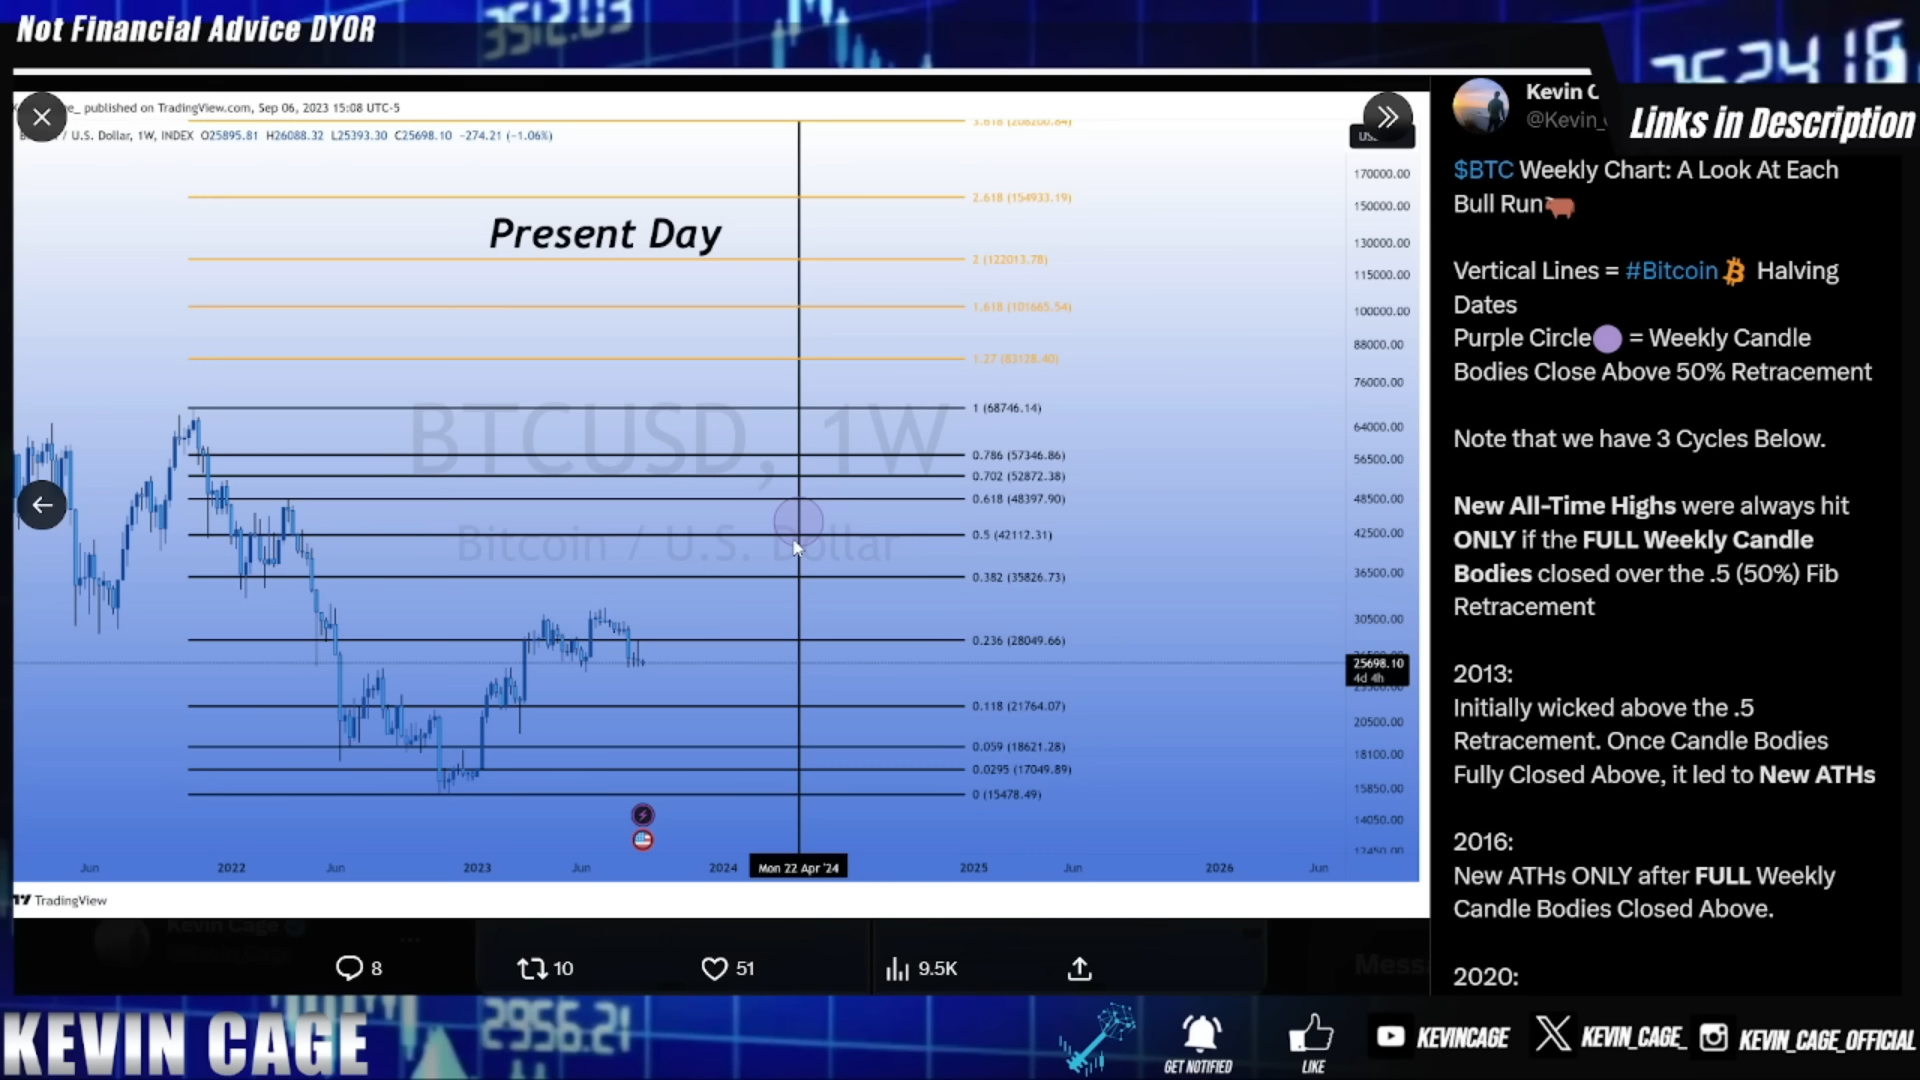 Not Financial Advice DYOR
3512.03
published on TradingView.com, Sep 06, 2023 15:08 UTC-5
/ U.S. Dollar, 1W, INDEX O25895.81 H26088.32 L25393.30 C25698.10 −274.21 (−1.06%)
Present Day
BTCUSD, 1W
Bitcoin / U.S. Dollar
3.618 (208200.84)
2.618 (154933.19)
2 (122013.78)
1.618 (101665.54)
1.27 (83128.40)
1 (68746.14)
0.786 (57346.86)
0.702 (52872.38)
0.618 (48397.90)
0.5 (42112.31)
0.382 (35826.73)
0.236 (28049.66)
0.118 (21764.07)
0.059 (18621.28)
0.0295 (17049.89)
0 (15478.49)
170000.00
150000.00
130000.00
115000.00
100000.00
88000.00
76000.00
64000.00
56500.00
48500.00
42500.00
36500.00
30500.00
25698.10
4d 4h
20500.00
18100.00
15850.00
14050.00
12450.00
Jun 2022 Jun 2023 Jun 2024 Mon 22 Apr '24 2025 Jun 2026 Jun
TradingView
Kevin Cage
8 10 51 9.5K
Kevin C
@Kevin_
Links in Description
$BTC Weekly Chart: A Look At Each
Bull Run
Vertical Lines = #Bitcoin Halving
Dates
Purple Circle = Weekly Candle
Bodies Close Above 50% Retracement
Note that we have 3 Cycles Below.
New All-Time Highs were always hit
ONLY if the FULL Weekly Candle
Bodies closed over the .5 (50%) Fib
Retracement
2013:
Initially wicked above the .5
Retracement. Once Candle Bodies
Fully Closed Above, it led to New ATHs
2016:
New ATHs ONLY after FULL Weekly
Candle Bodies Closed Above.
2020:
KEVIN CAGE
2956.21
GET NOTIFIED
LIKE
KEVINCAGE
KEVIN_CAGE_
KEVIN_CAGE_OFFICIAL